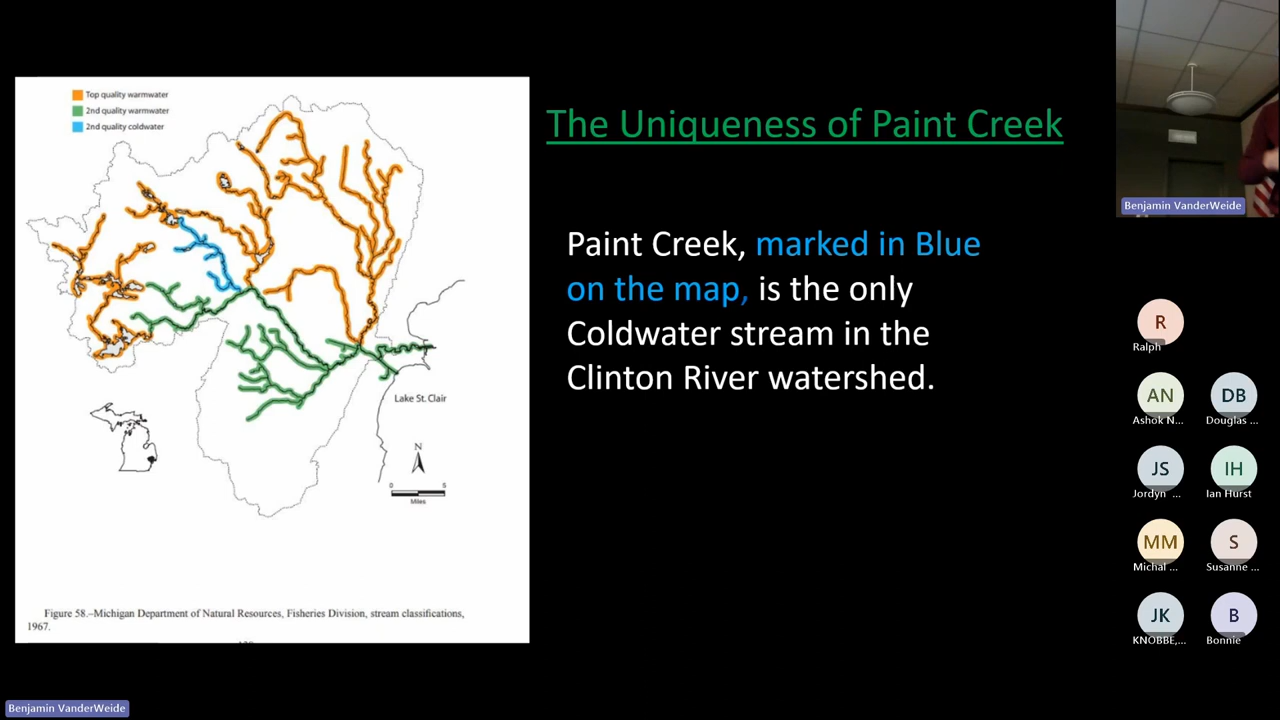 Top quality warmwater
2nd quality warmwater
2nd quality coldwater
Lake St. Clair
N
0 5
Miles
Figure 58.–Michigan Department of Natural Resources, Fisheries Division, stream classifications,
1967.
The Uniqueness of Paint Creek
Paint Creek, marked in Blue
on the map, is the only
Coldwater stream in the
Clinton River watershed.
Benjamin VanderWeide
R
Ralph
AN DB
Ashok N... Douglas ...
JS IH
Jordyn ... Ian Hurst
MM S
Michal ... Susanne ...
JK B
KNOBBE,... Bonnie
Benjamin VanderWeide